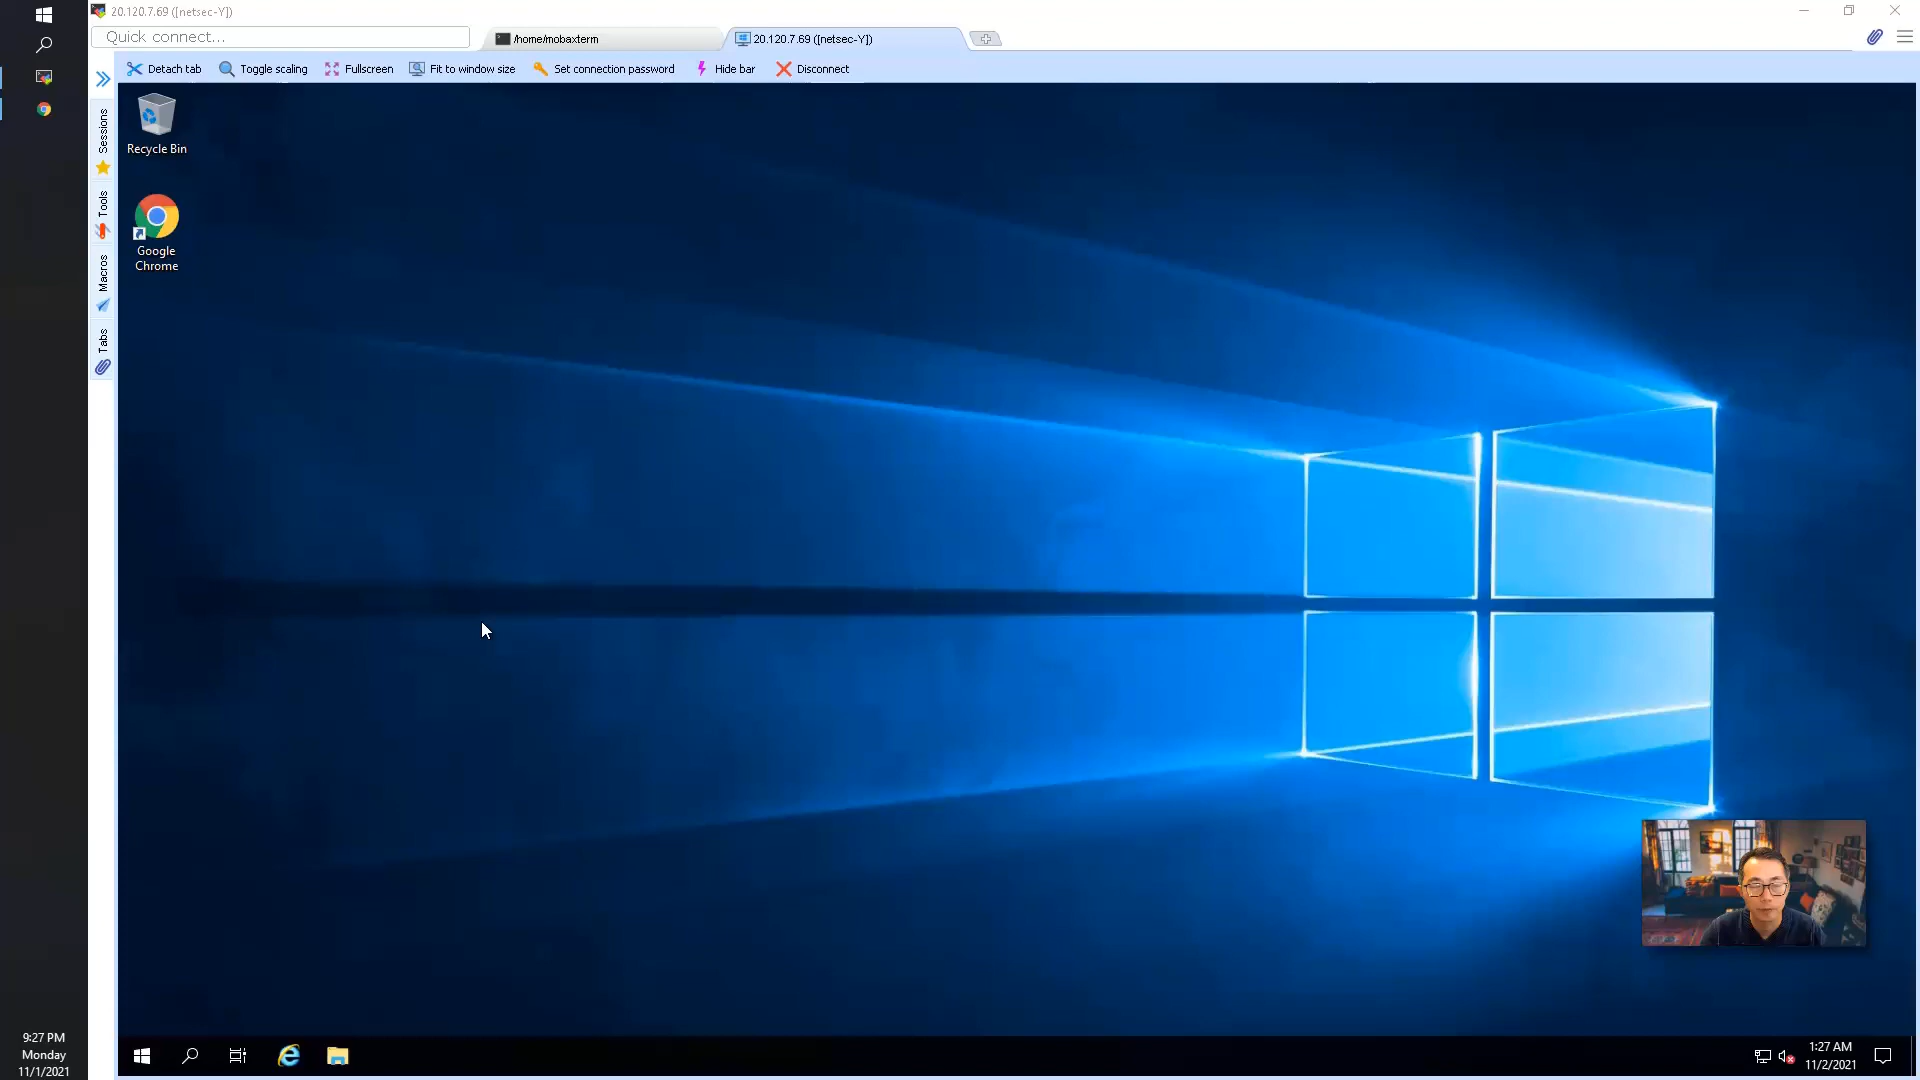 20.120.7.69 ([netsec-Y])
Quick connect...
/home/mobaxterm
20.120.7.69 ([netsec-Y])
Detach tab
Toggle scaling
Fullscreen
Fit to window size
Set connection password
Hide bar
Disconnect
Sessions
Tools
Macros
Tabs
Recycle Bin
Google
Chrome
9:27 PM
Monday
11/1/2021
1:27 AM
11/2/2021